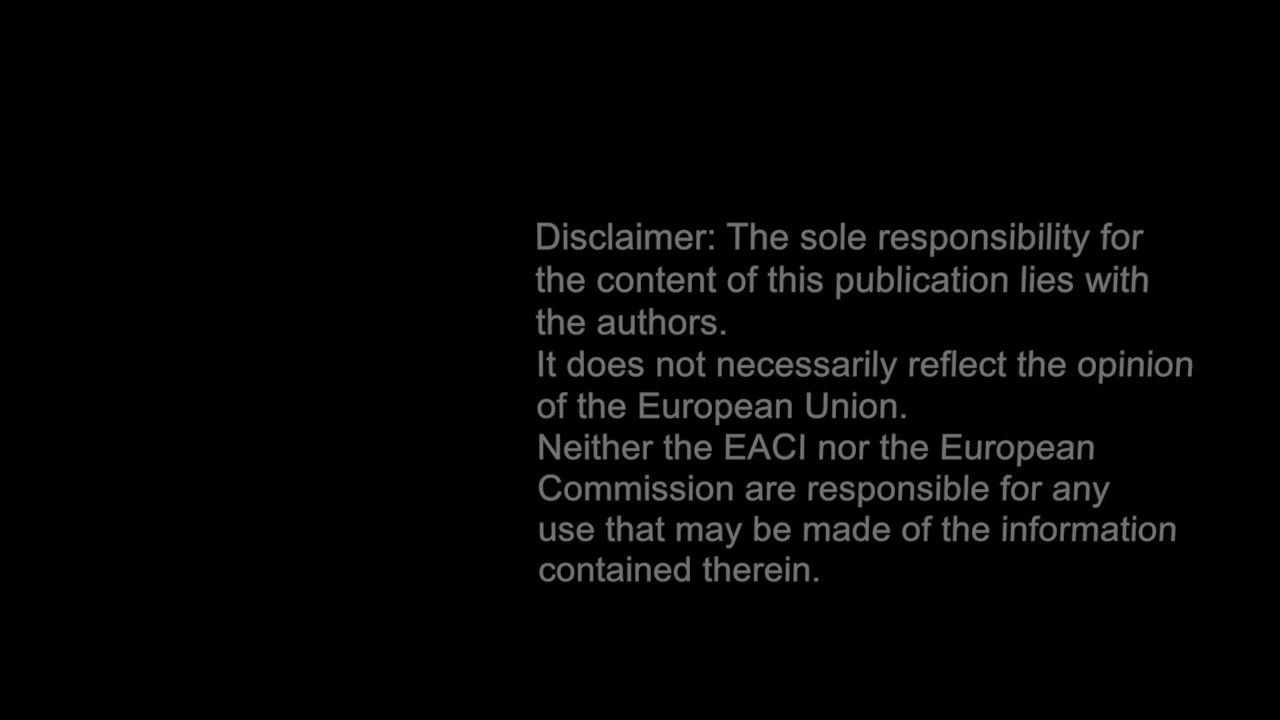 Disclaimer: The sole responsibility for
the content of this publication lies with
the authors.
It does not necessarily reflect the opinion
of the European Union.
Neither the EACI nor the European
Commission are responsible for any
use that may be made of the information
contained therein.